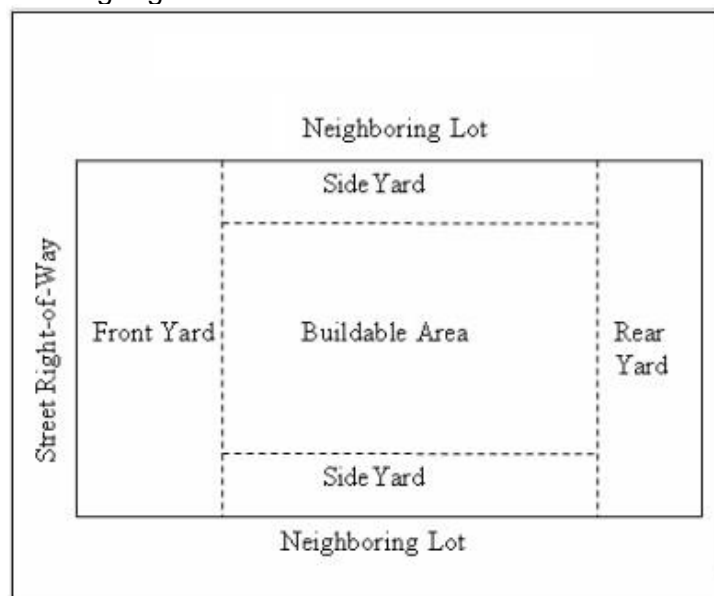 Neighboring Lot
Side Yard
Street Right-of-Way
Front Yard
Buildable Area
Rear
Yard
Side Yard
Neighboring Lot